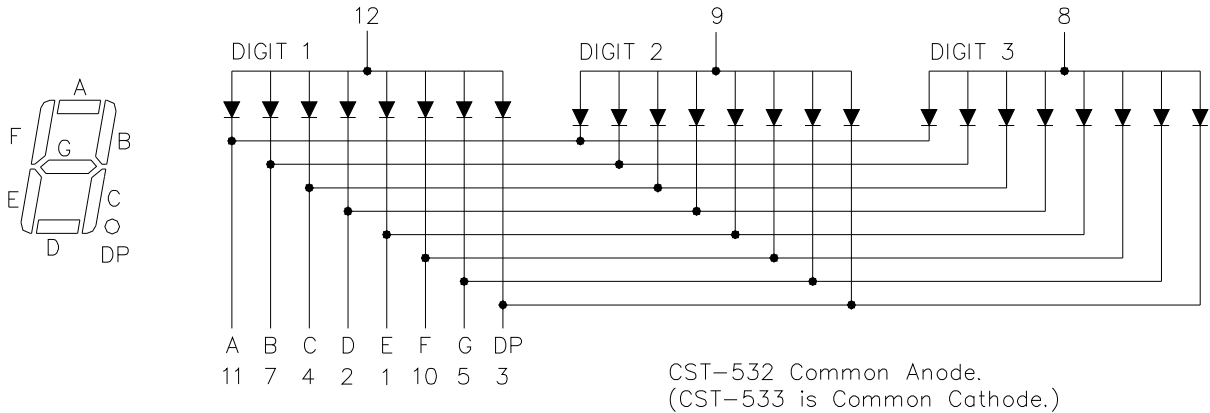 12 9 8
DIGIT 1 DIGIT 2 DIGIT 3
A
F B
G
E C
D
DP
A B C D E F G DP
11 7 4 2 1 10 5 3
CST-532 Common Anode.
(CST-533 is Common Cathode.)